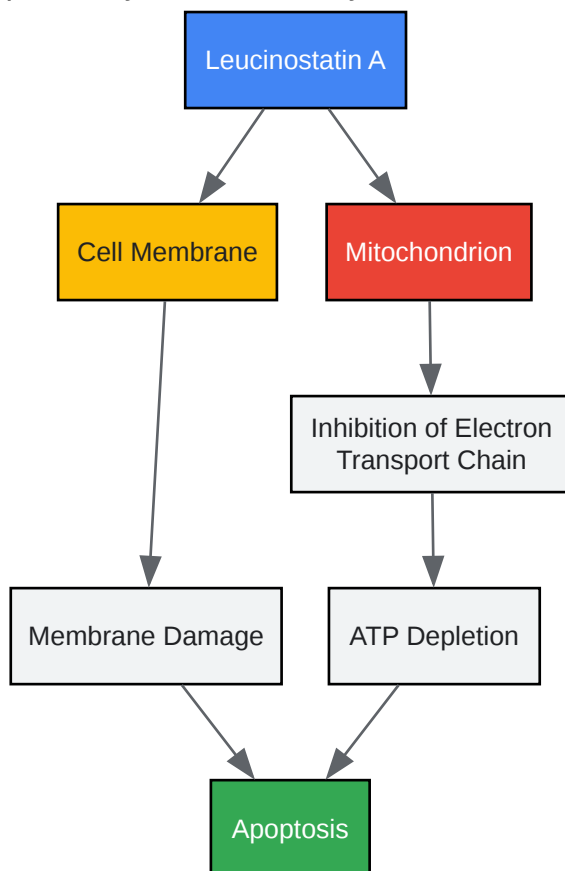 Leucinostatin A
Cell Membrane
Mitochondrion
Inhibition of Electron
Transport Chain
Membrane Damage
ATP Depletion
Apoptosis